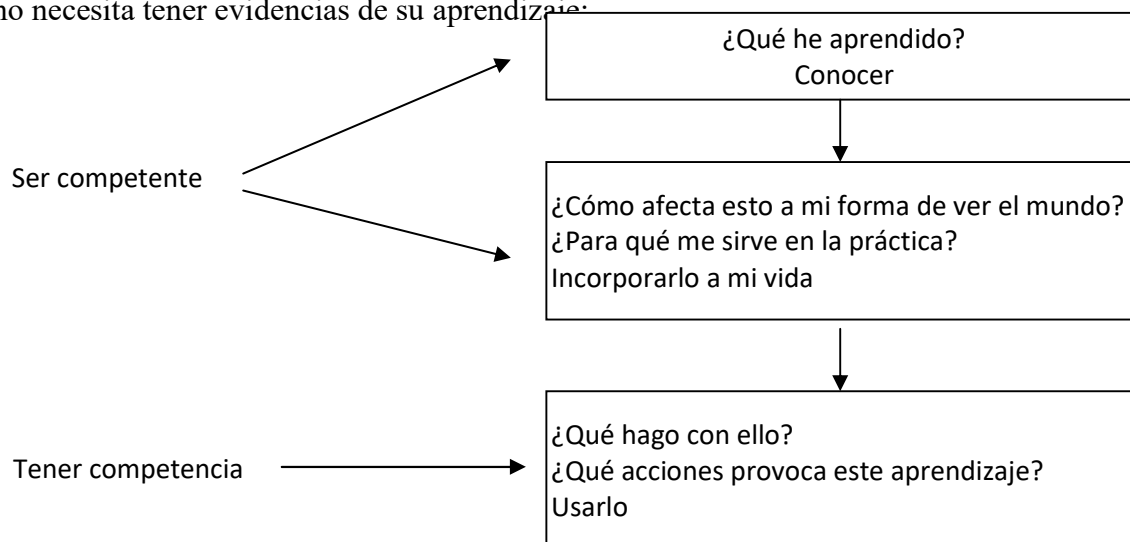 no necesita tener evidencias de su aprendizaje:
¿Qué he aprendido?
Conocer
Ser competente
¿Cómo afecta esto a mi forma de ver el mundo?
¿Para qué me sirve en la práctica?
Incorporarlo a mi vida
¿Qué hago con ello?
Tener competencia
¿Qué acciones provoca este aprendizaje?
Usarlo